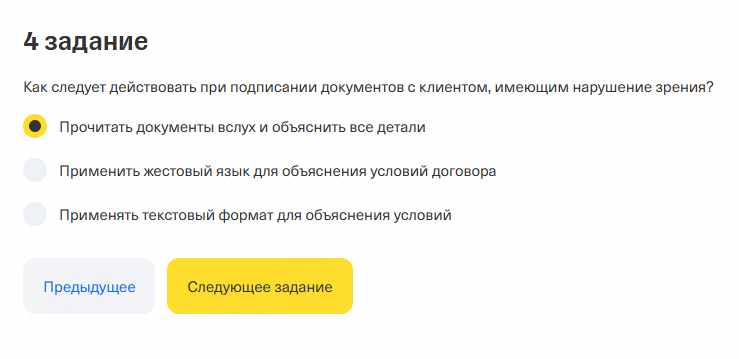 4 задание
Как следует действовать при подписании документов с клиентом, имеющим нарушение зрения?
Прочитать документы вслух и объяснить все детали
Применить жестовый язык для объяснения условий договора
Применять текстовый формат для объяснения условий
Предыдущее
Следующее задание